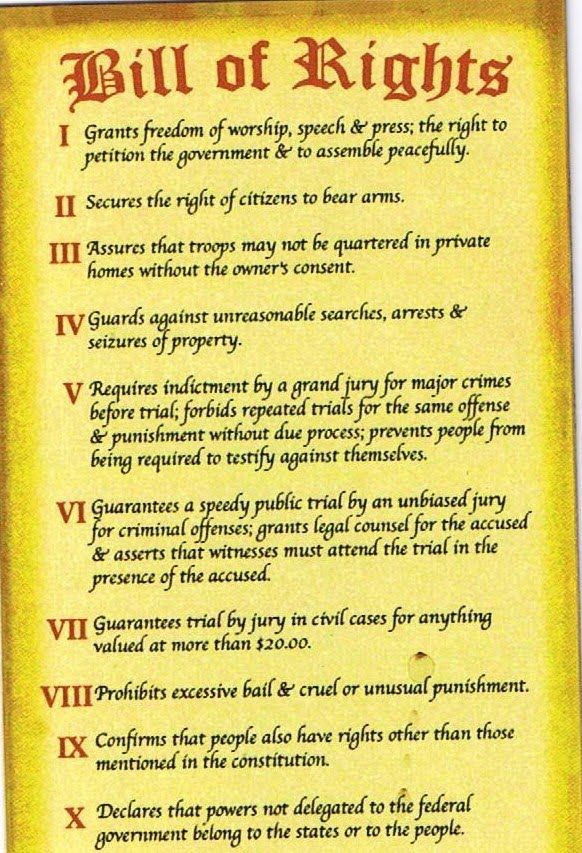 Bill of Rights
I Grants freedom of worship, speech & press; the right to
petition the government & to assemble peacefully.
II Secures the right of citizens to bear arms.
III Assures that troops may not be quartered in private
homes without the owner's consent.
IV Guards against unreasonable searches, arrests &
seizures of property.
V Requires indictment by a grand jury for major crimes
before trial; forbids repeated trials for the same offense
& punishment without due process; prevents people from
being required to testify against themselves.
VI Guarantees a speedy public trial by an unbiased jury
for criminal offenses; grants legal counsel for the accused
& asserts that witnesses must attend the trial in the
presence of the accused.
VII Guarantees trial by jury in civil cases for anything
valued at more than $20.00.
VIII Prohibits excessive bail & cruel or unusual punishment.
IX Confirms that people also have rights other than those
mentioned in the constitution.
X Declares that powers not delegated to the federal
government belong to the states or to the people.